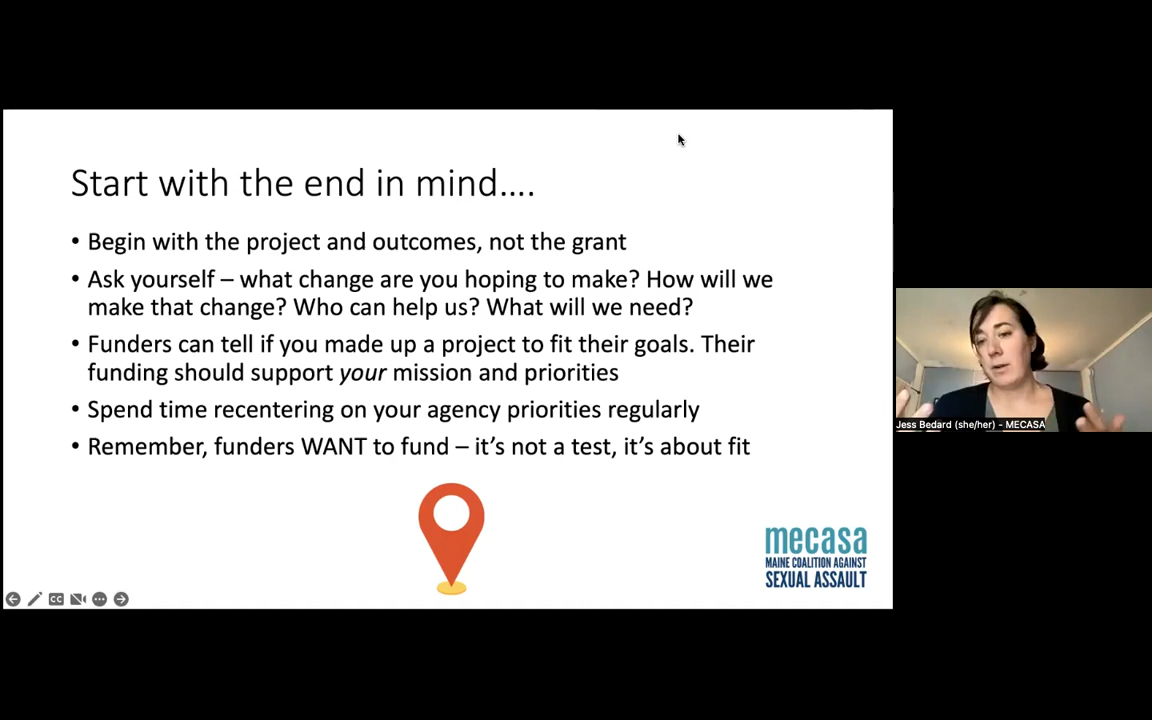 Start with the end in mind....
• Begin with the project and outcomes, not the grant
• Ask yourself – what change are you hoping to make? How will we
make that change? Who can help us? What will we need?
• Funders can tell if you made up a project to fit their goals. Their
funding should support your mission and priorities
• Spend time recentering on your agency priorities regularly
• Remember, funders WANT to fund – it’s not a test, it’s about fit
mecasa
MAINE COALITION AGAINST
SEXUAL ASSAULT
CC
Jess Bedard (she/her) - MECASA